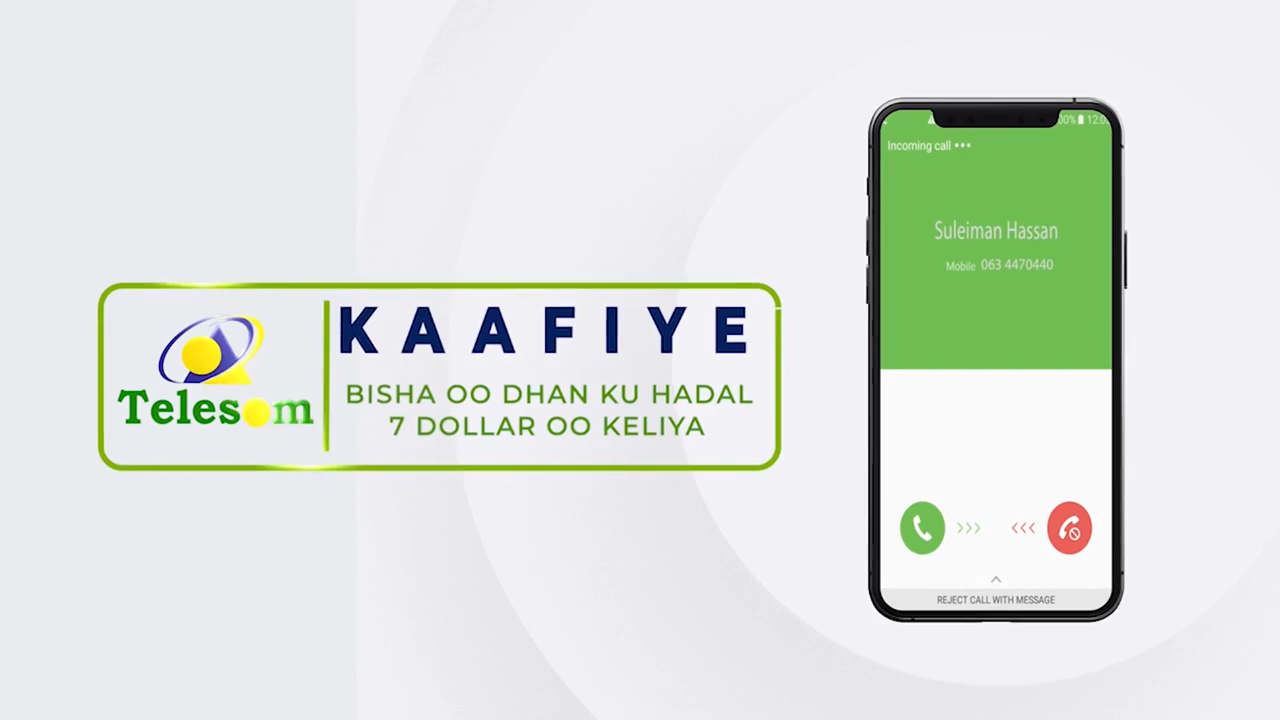 Telesom
KAAFIYE
BISHA OO DHAN KU HADAL
7 DOLLAR OO KELIYA
Incoming call •••
Suleiman Hassan
Mobile 063 4470440
REJECT CALL WITH MESSAGE